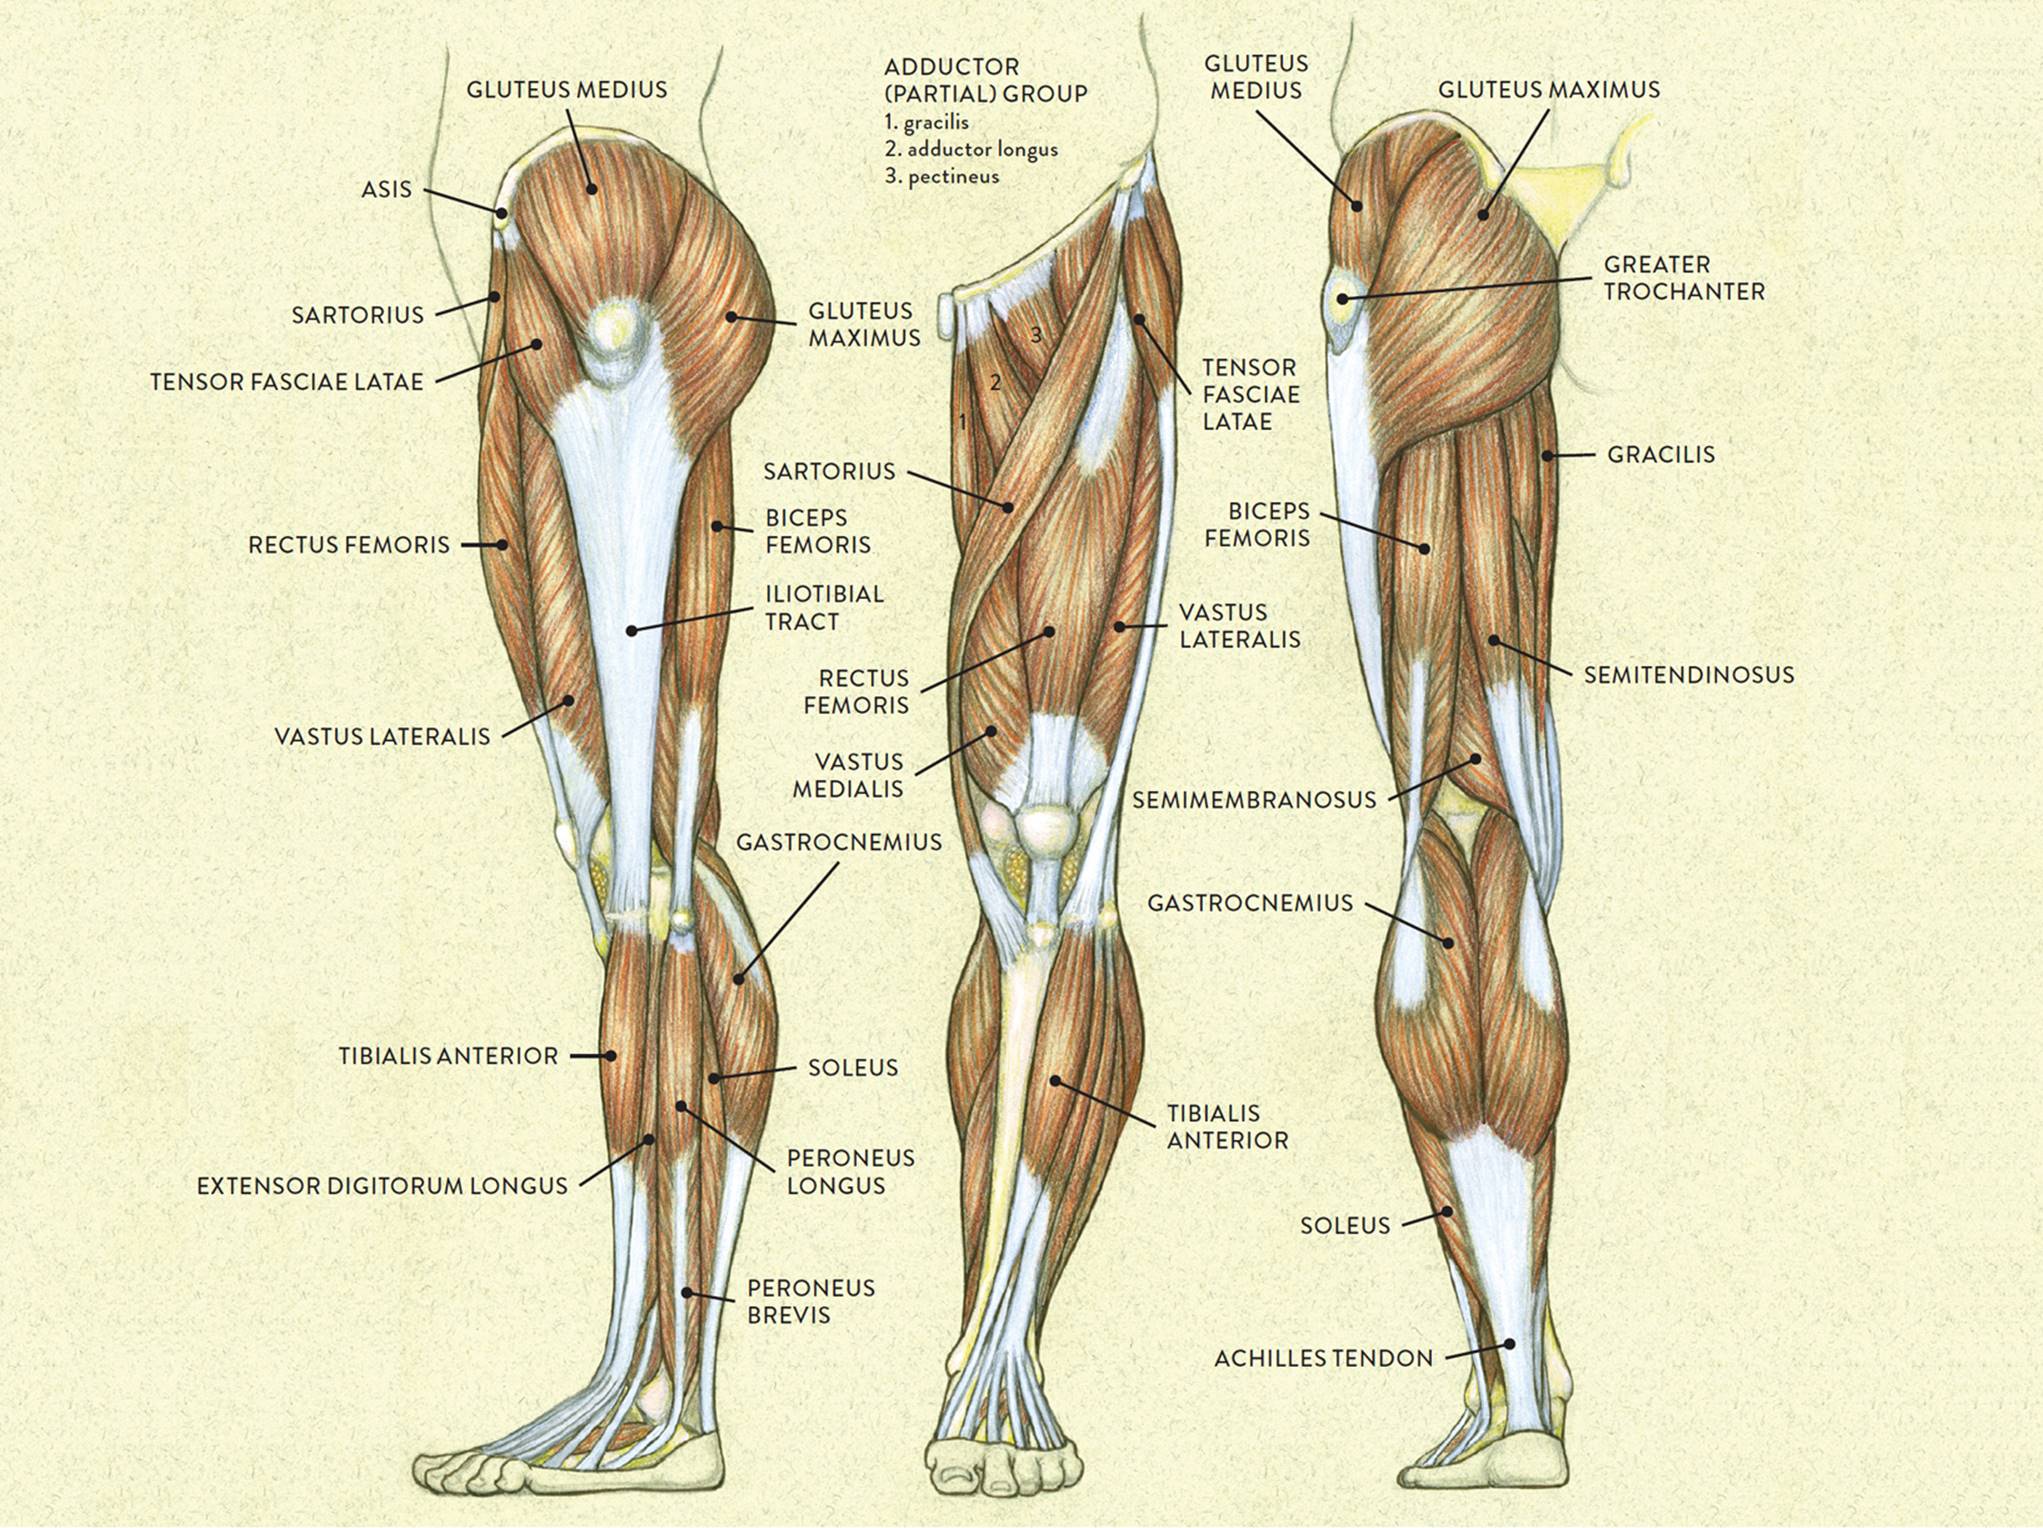 GLUTEUS MEDIUS
ASIS
SARTORIUS
TENSOR FASCIAE LATAE
GLUTEUS
MAXIMUS
RECTUS FEMORIS
BICEPS
FEMORIS
ILIOTIBIAL
TRACT
VASTUS LATERALIS
GASTROCNEMIUS
TIBIALIS ANTERIOR
SOLEUS
EXTENSOR DIGITORUM LONGUS
PERONEUS
LONGUS
PERONEUS
BREVIS
ADDUCTOR
(PARTIAL) GROUP
1. gracilis
2. adductor longus
3. pectineus
3
2
1
TENSOR
FASCIAE
LATAE
SARTORIUS
VASTUS
LATERALIS
RECTUS
FEMORIS
VASTUS
MEDIALIS
TIBIALIS
ANTERIOR
GLUTEUS
MEDIUS
GLUTEUS MAXIMUS
GREATER
TROCHANTER
GRACILIS
BICEPS
FEMORIS
SEMITENDINOSUS
SEMIMEMBRANOSUS
GASTROCNEMIUS
SOLEUS
ACHILLES TENDON